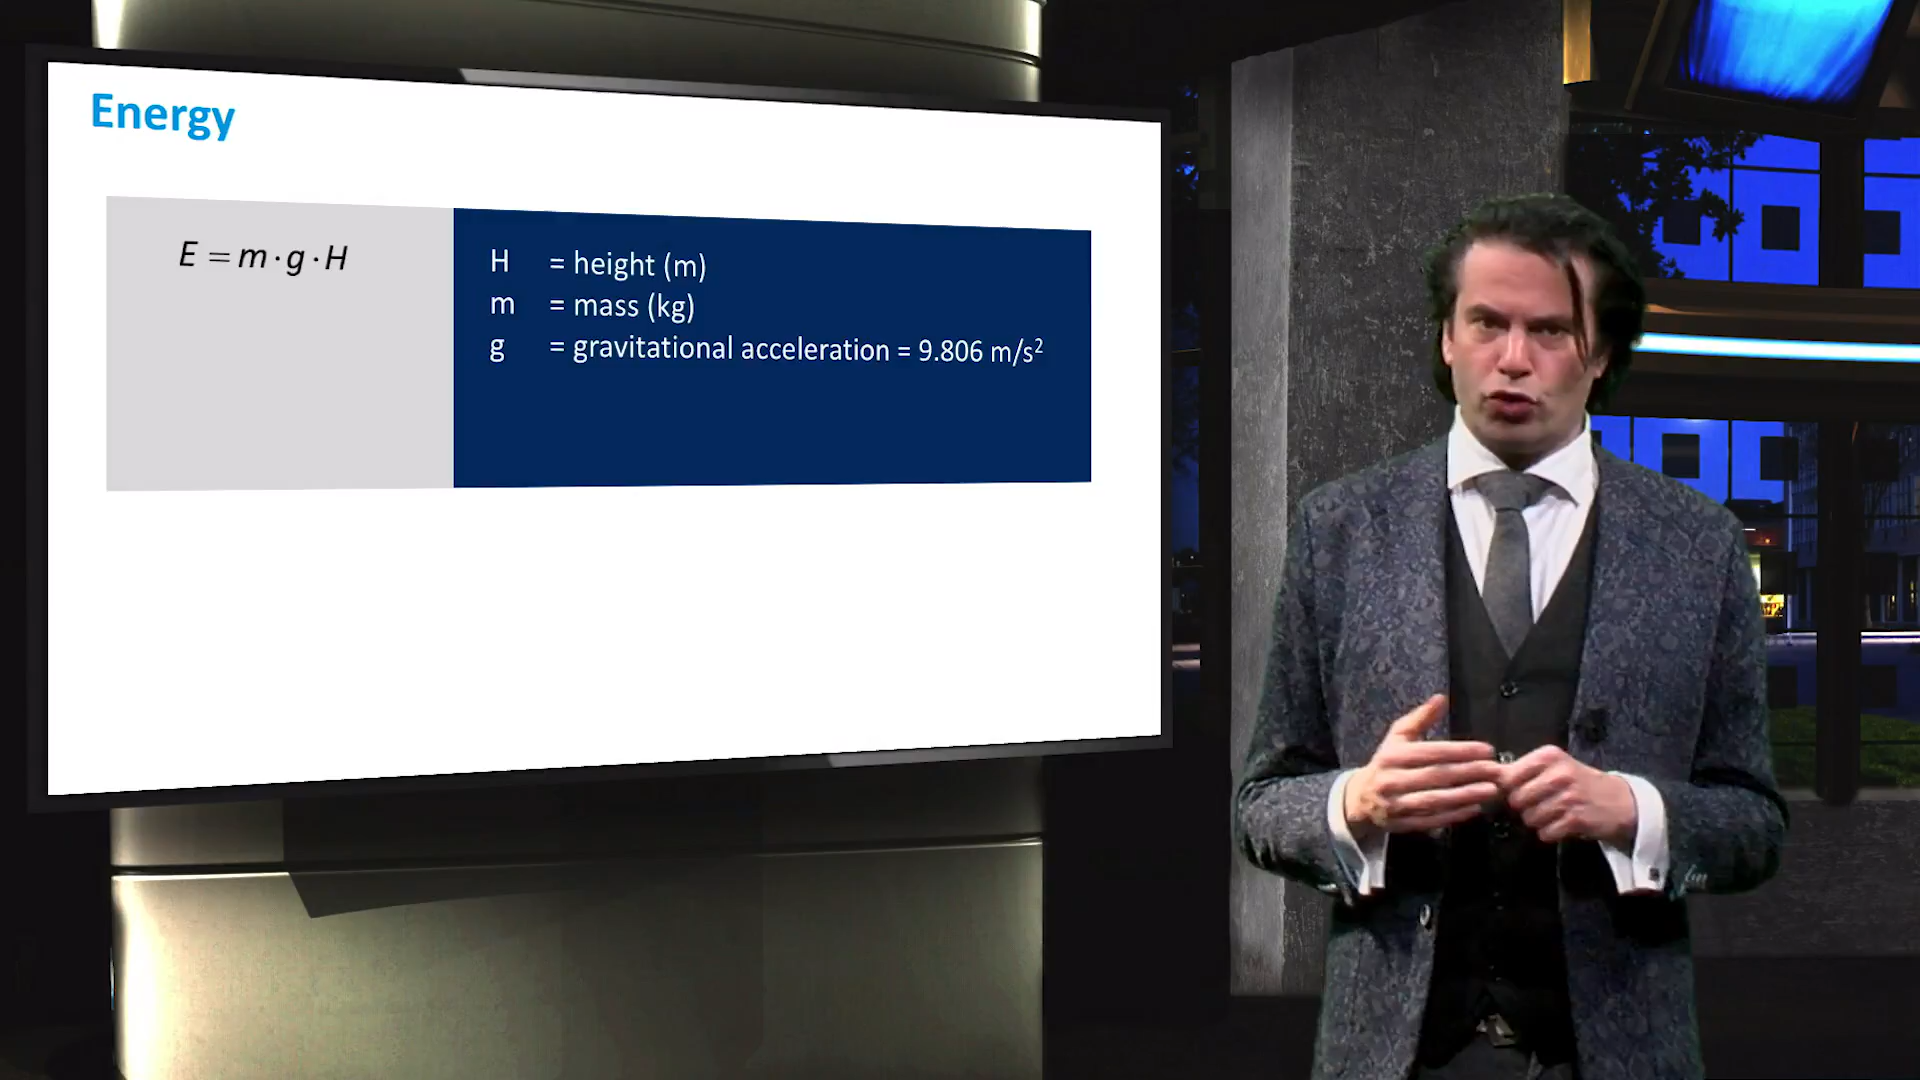 Energy
E = m · g · H
H = height (m)
m = mass (kg)
g = gravitational acceleration = 9.806 m/s²